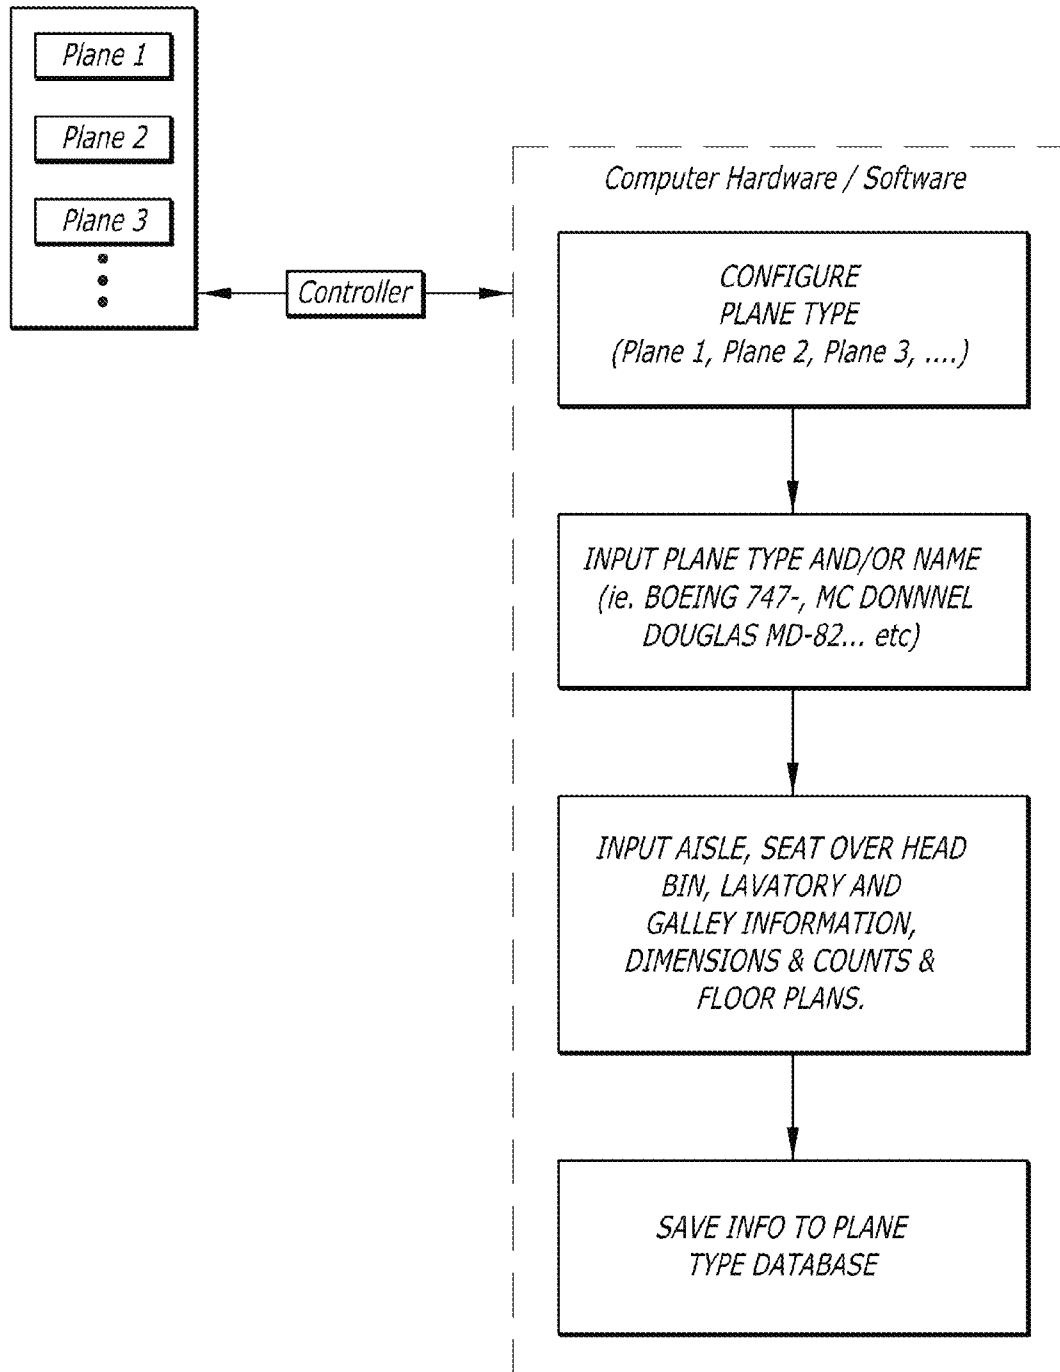 Plane 1
Plane 2
Plane 3
Controller
Computer Hardware / Software
CONFIGURE
PLANE TYPE
(Plane 1, Plane 2, Plane 3, ....)
INPUT PLANE TYPE AND/OR NAME
(ie. BOEING 747-, MC DONNNEL
DOUGLAS MD-82... etc)
INPUT AISLE, SEAT OVER HEAD
BIN, LAVATORY AND
GALLEY INFORMATION,
DIMENSIONS & COUNTS &
FLOOR PLANS.
SAVE INFO TO PLANE
TYPE DATABASE